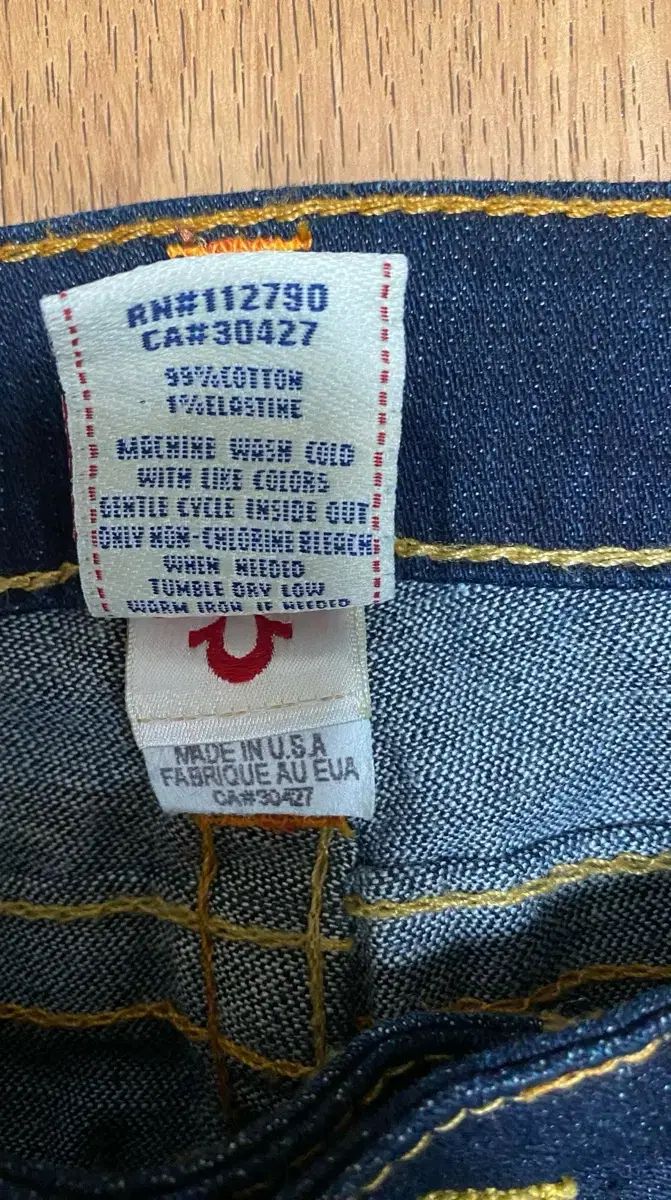 RN#112790
CA#30427
99%COTTON
1%ELASTINE
MACHINE WASH COLD
WITH LIKE COLORS
GENTLE CYCLE INSIDE OUT
ONLY NON-CHLORINE BLEACH
WHEN NEEDED
TUMBLE DRY LOW
WARM IRON IF NEEDED
MADE IN U.S.A
FABRIQUE AU EUA
CA#30427